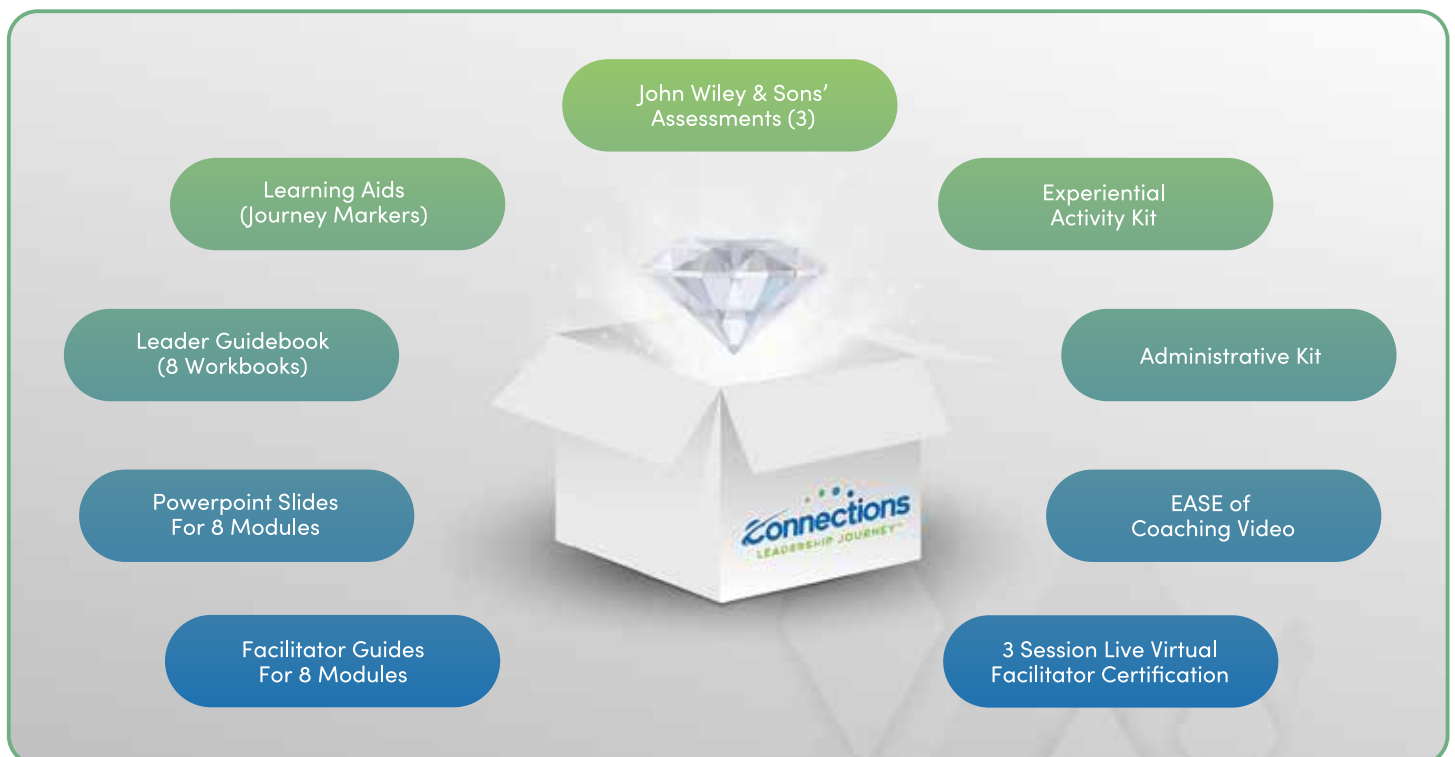 John Wiley & Sons'
Assessments (3)
Learning Aids
(Journey Markers)
Experiential
Activity Kit
Leader Guidebook
(8 Workbooks)
Administrative Kit
Powerpoint Slides
For 8 Modules
EASE of
Coaching Video
Connections
LEADERSHIP JOURNEY™
Facilitator Guides
For 8 Modules
3 Session Live Virtual
Facilitator Certification